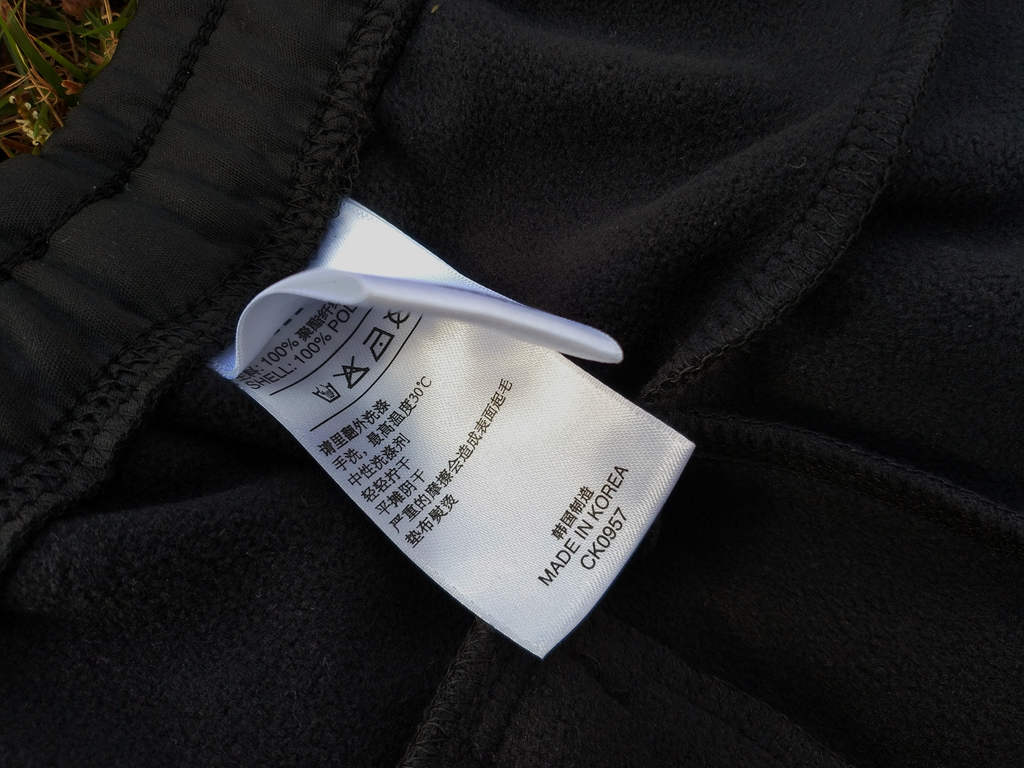 100% 聚酯纤
SHELL: 100% POL
请里翻外洗涤
手洗，最高温度30℃
中性洗涤剂
轻轻拧干
平摊阴干
严重的摩擦会造成表面起毛
垫布熨烫
韩国制造
MADE IN KOREA
CK0957